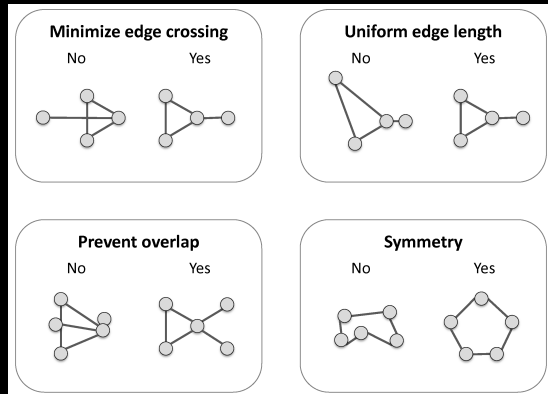 Minimize edge crossing
No Yes
Uniform edge length
No Yes
Prevent overlap
No Yes
Symmetry
No Yes